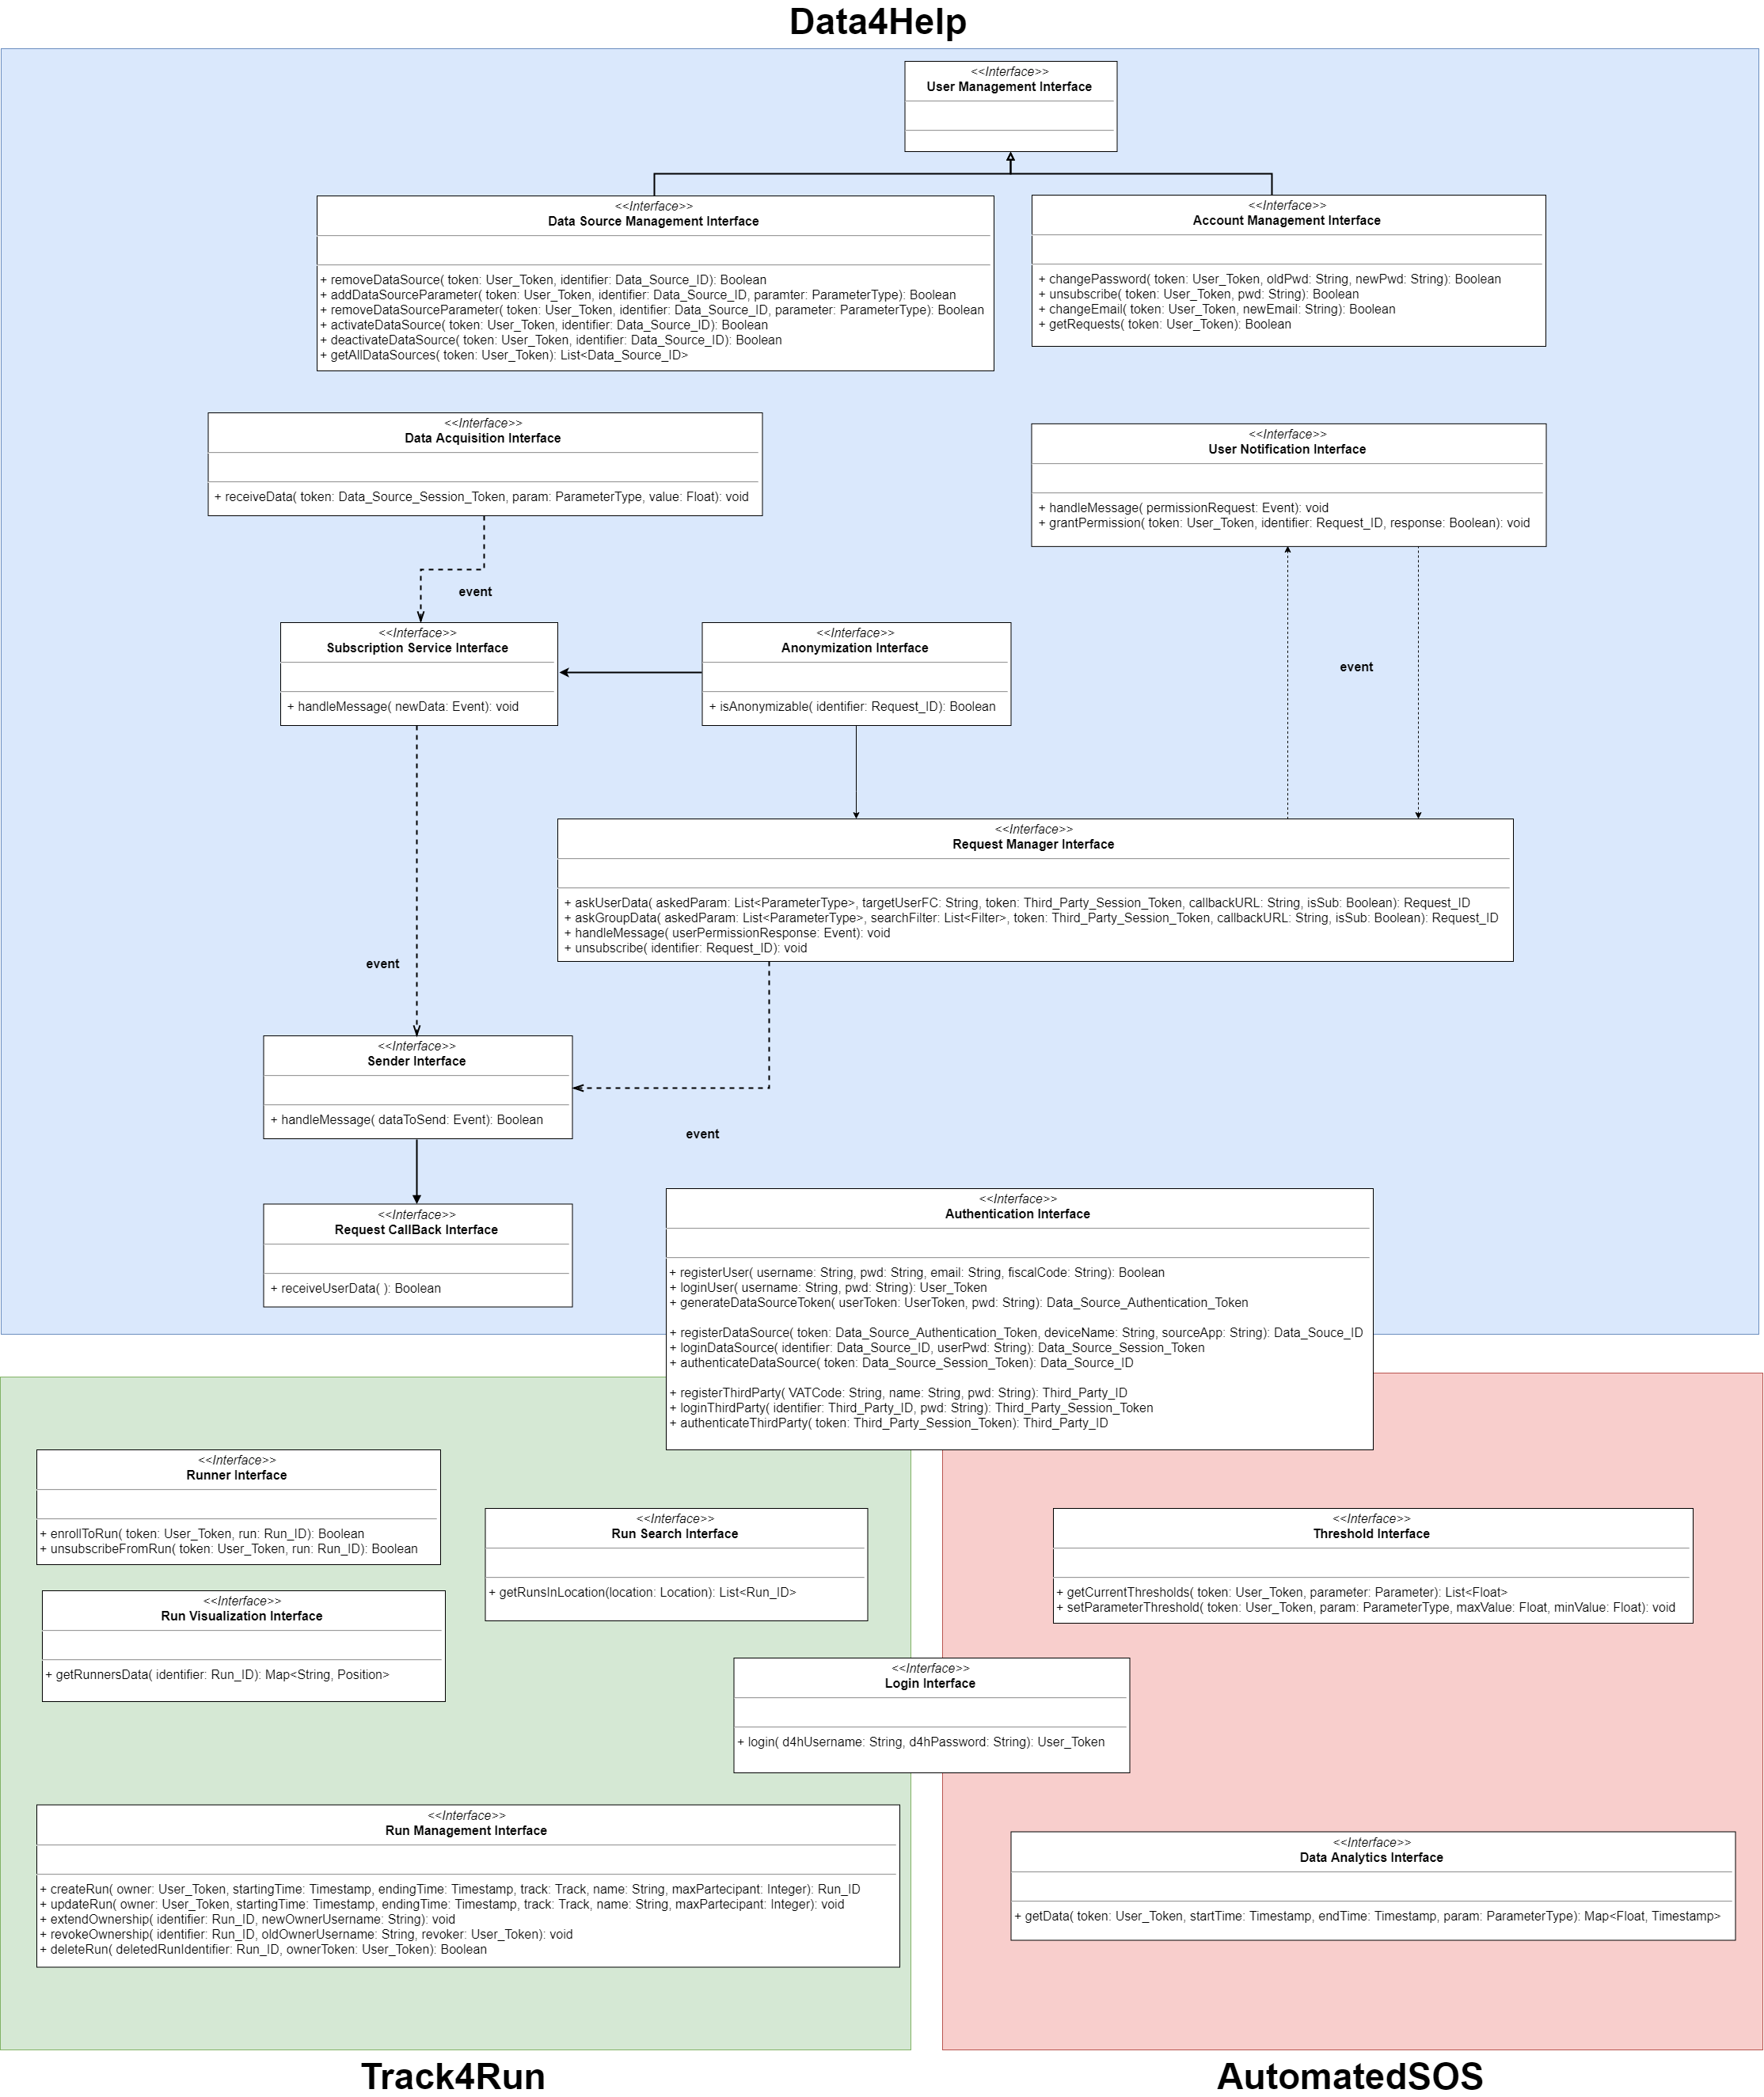 Data4Help
<<Interface>>
User Management Interface
<<Interface>>
Data Source Management Interface
+ removeDataSource( token: User_Token, identifier: Data_Source_ID): Boolean
+ addDataSourceParameter( token: User_Token, identifier: Data_Source_ID, paramter: ParameterType): Boolean
+ removeDataSourceParameter( token: User_Token, identifier: Data_Source_ID, parameter: ParameterType): Boolean
+ activateDataSource( token: User_Token, identifier: Data_Source_ID): Boolean
+ deactivateDataSource( token: User_Token, identifier: Data_Source_ID): Boolean
+ getAllDataSources( token: User_Token): List<Data_Source_ID>
<<Interface>>
Account Management Interface
+ changePassword( token: User_Token, oldPwd: String, newPwd: String): Boolean
+ unsubscribe( token: User_Token, pwd: String): Boolean
+ changeEmail( token: User_Token, newEmail: String): Boolean
+ getRequests( token: User_Token): Boolean
<<Interface>>
Data Acquisition Interface
+ receiveData( token: Data_Source_Session_Token, param: ParameterType, value: Float): void
<<Interface>>
User Notification Interface
+ handleMessage( permissionRequest: Event): void
+ grantPermission( token: User_Token, identifier: Request_ID, response: Boolean): void
event
<<Interface>>
Subscription Service Interface
+ handleMessage( newData: Event): void
<<Interface>>
Anonymization Interface
+ isAnonymizable( identifier: Request_ID): Boolean
event
<<Interface>>
Request Manager Interface
+ askUserData( askedParam: List<ParameterType>, targetUserFC: String, token: Third_Party_Session_Token, callbackURL: String, isSub: Boolean): Request_ID
+ askGroupData( askedParam: List<ParameterType>, searchFilter: List<Filter>, token: Third_Party_Session_Token, callbackURL: String, isSub: Boolean): Request_ID
+ handleMessage( userPermissionResponse: Event): void
+ unsubscribe( identifier: Request_ID): void
event
<<Interface>>
Sender Interface
+ handleMessage( dataToSend: Event): Boolean
event
<<Interface>>
Request CallBack Interface
+ receiveUserData( ): Boolean
<<Interface>>
Authentication Interface
+ registerUser( username: String, pwd: String, email: String, fiscalCode: String): Boolean
+ loginUser( username: String, pwd: String): User_Token
+ generateDataSourceToken( userToken: UserToken, pwd: String): Data_Source_Authentication_Token
+ registerDataSource( token: Data_Source_Authentication_Token, deviceName: String, sourceApp: String): Data_Souce_ID
+ loginDataSource( identifier: Data_Source_ID, userPwd: String): Data_Source_Session_Token
+ authenticateDataSource( token: Data_Source_Session_Token): Data_Source_ID
+ registerThirdParty( VATCode: String, name: String, pwd: String): Third_Party_ID
+ loginThirdParty( identifier: Third_Party_ID, pwd: String): Third_Party_Session_Token
+ authenticateThirdParty( token: Third_Party_Session_Token): Third_Party_ID
<<Interface>>
Runner Interface
+ enrollToRun( token: User_Token, run: Run_ID): Boolean
+ unsubscribeFromRun( token: User_Token, run: Run_ID): Boolean
<<Interface>>
Run Search Interface
+ getRunsInLocation(location: Location): List<Run_ID>
<<Interface>>
Threshold Interface
+ getCurrentThresholds( token: User_Token, parameter: Parameter): List<Float>
+ setParameterThreshold( token: User_Token, param: ParameterType, maxValue: Float, minValue: Float): void
<<Interface>>
Run Visualization Interface
+ getRunnersData( identifier: Run_ID): Map<String, Position>
<<Interface>>
Login Interface
+ login( d4hUsername: String, d4hPassword: String): User_Token
<<Interface>>
Run Management Interface
+ createRun( owner: User_Token, startingTime: Timestamp, endingTime: Timestamp, track: Track, name: String, maxPartecipant: Integer): Run_ID
+ updateRun( owner: User_Token, startingTime: Timestamp, endingTime: Timestamp, track: Track, name: String, maxPartecipant: Integer): void
+ extendOwnership( identifier: Run_ID, newOwnerUsername: String): void
+ revokeOwnership( identifier: Run_ID, oldOwnerUsername: String, revoker: User_Token): void
+ deleteRun( deletedRunIdentifier: Run_ID, ownerToken: User_Token): Boolean
<<Interface>>
Data Analytics Interface
+ getData( token: User_Token, startTime: Timestamp, endTime: Timestamp, param: ParameterType): Map<Float, Timestamp>
Track4Run
AutomatedSOS